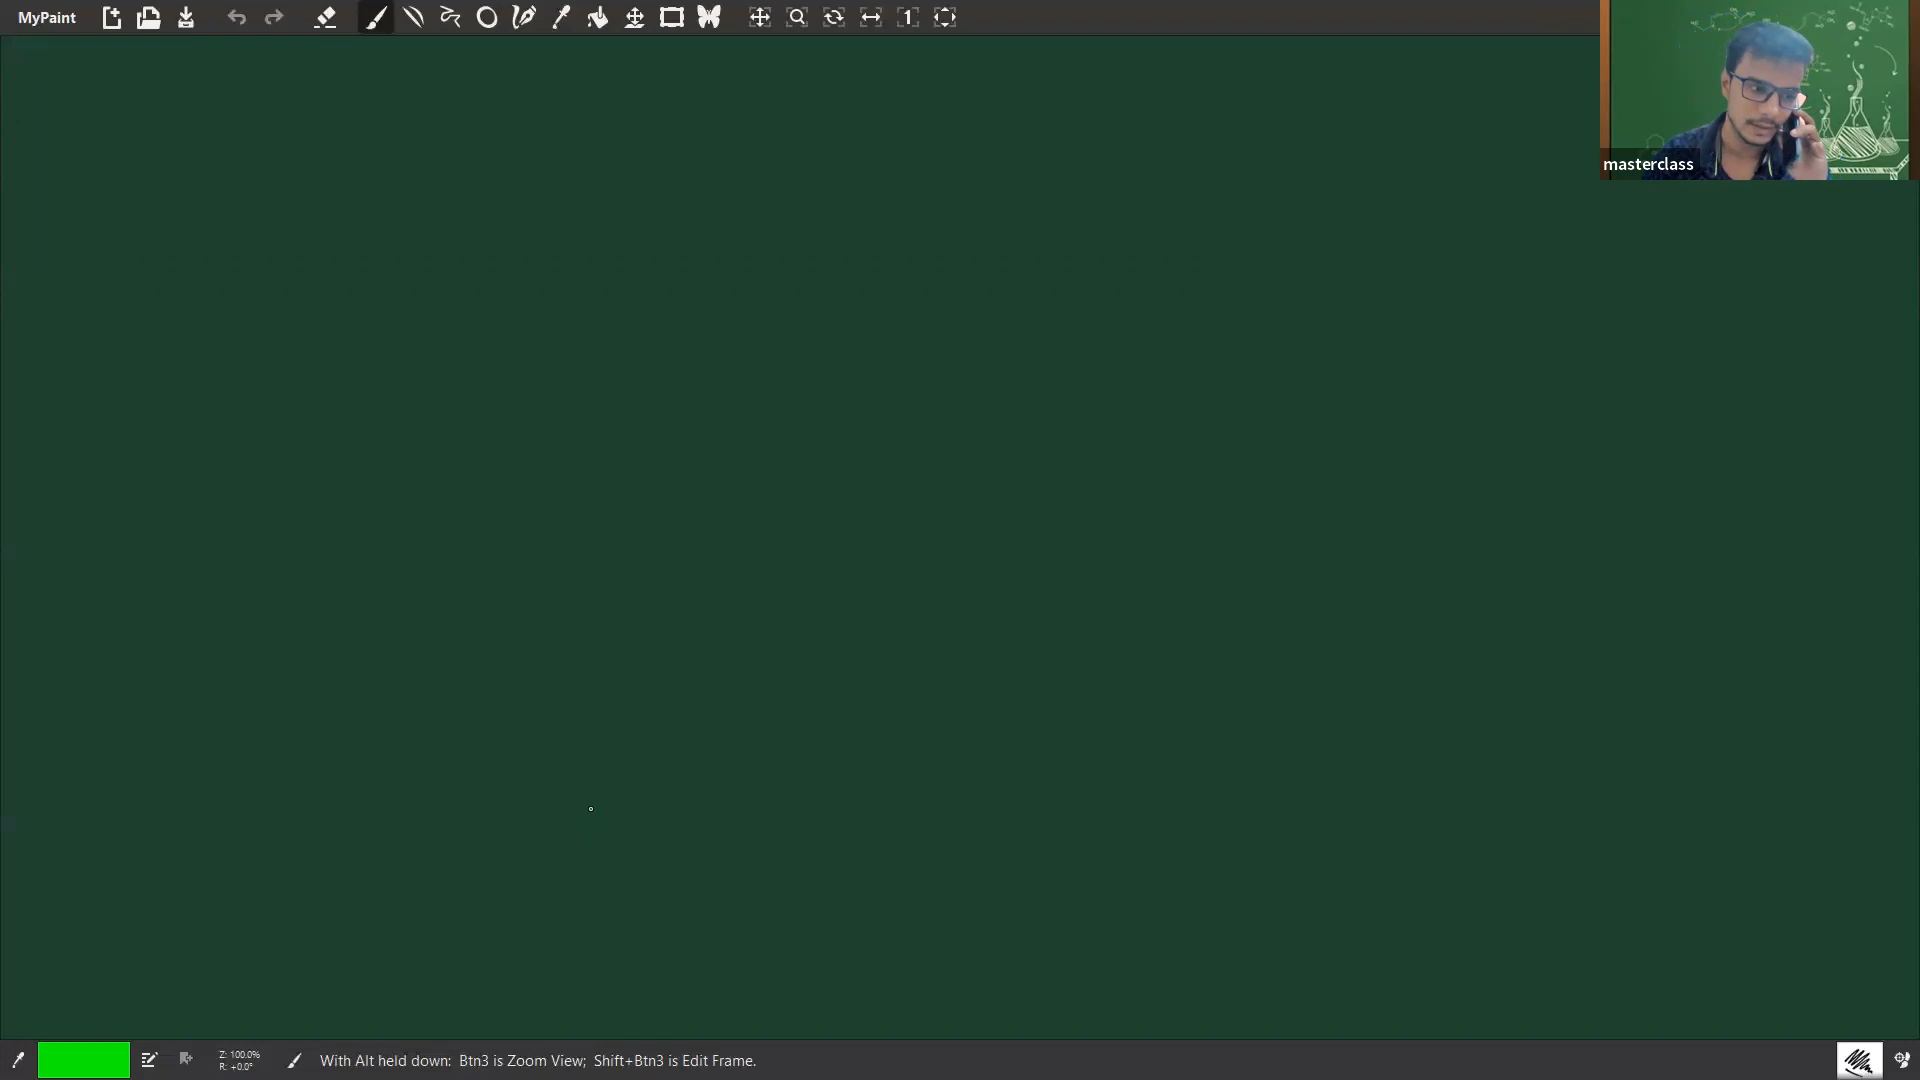 MyPaint
1
masterclass
Z: 100.0%
R: +0.0°
With Alt held down: Btn3 is Zoom View; Shift+Btn3 is Edit Frame.